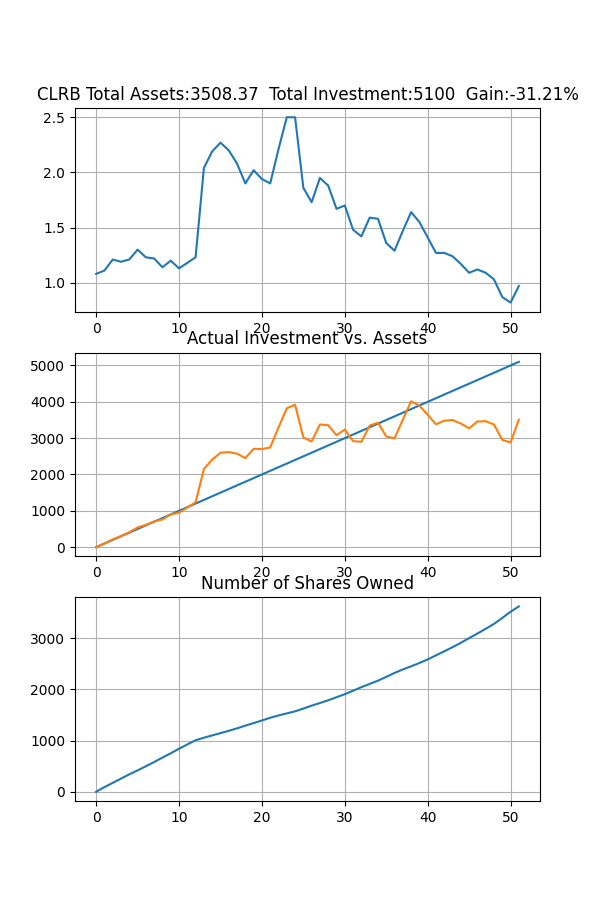 CLRB Total Assets:3508.37  Total Investment:5100  Gain:-31.21%
2.5
2.0
1.5
1.0
0 10 20 30 40 50
Actual Investment vs. Assets
5000
4000
3000
2000
1000
0
0 10 20 30 40 50
Number of Shares Owned
3000
2000
1000
0
0 10 20 30 40 50